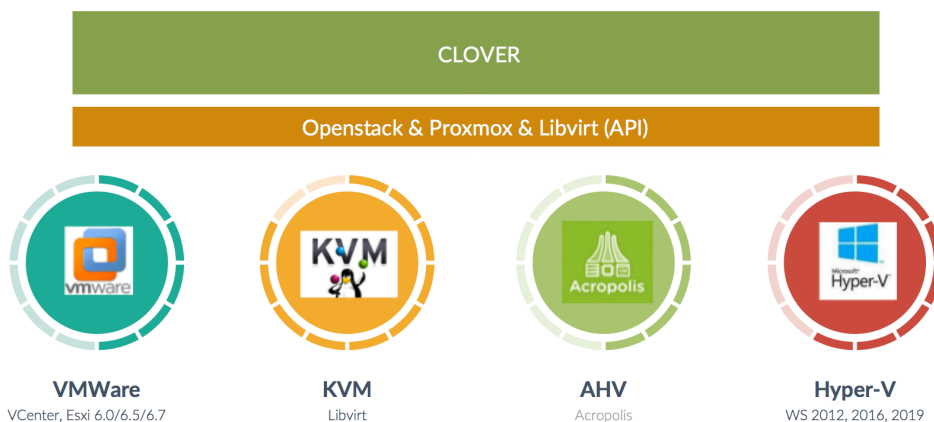 CLOVER
Openstack & Proxmox & Libvirt (API)
vmware
KVM
Acropolis
Microsoft®
Hyper-V
VMWare
KVM
AHV
Hyper-V
VCenter, Esxi 6.0/6.5/6.7
Libvirt
Acropolis
WS 2012, 2016, 2019